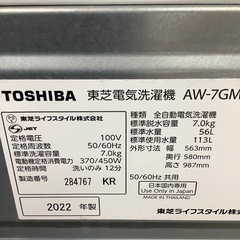 TOSHIBA 東芝電気洗濯機 AW-7GM
東芝ライフスタイル株式会社
JET
定格電圧 100V
定格周波数 50/60Hz
標準洗濯容量 7.0kg
電動機定格消費電力 370/450W
定格時間 洗いのみ 12分
製造番号 284767 KR
2022 年製
種類 全自動電気洗濯機
標準脱水容量 7.0kg
標準水量 56L
標準使用水量 113L
外形寸法 幅 563mm
奥行 580mm
高さ 987mm
50/60Hz 共用
日本国内専用
Use only in Japan
東芝ライフスタイル株